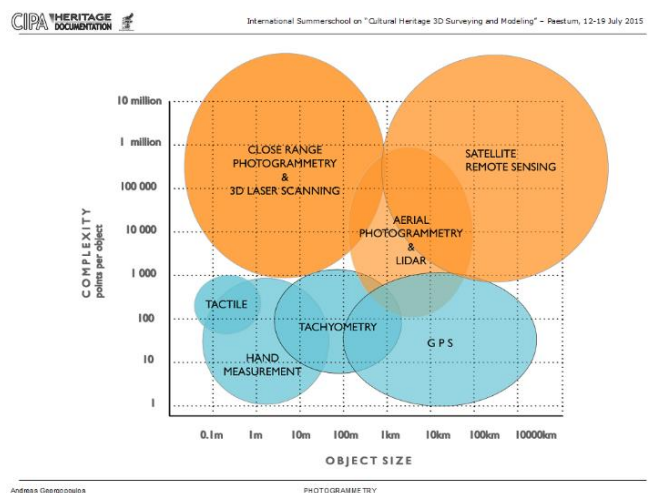 CIPA HERITAGE DOCUMENTATION
International Summerschool on "Cultural Heritage 3D Surveying and Modeling" – Paestum, 12-19 July 2015
10 million
1 million
100 000
10 000
1 000
100
10
1
COMPLEXITY
points per object
CLOSE RANGE
PHOTOGRAMMETRY
&
3D LASER SCANNING
SATELLITE
REMOTE SENSING
AERIAL
PHOTOGRAMMETRY
&
LIDAR
TACTILE
TACHYOMETRY
GPS
HAND
MEASUREMENT
0.1m 1m 10m 100m 1km 10km 100km 10000km
OBJECT SIZE
Andreas Georgopoulos
PHOTOGRAMMETRY